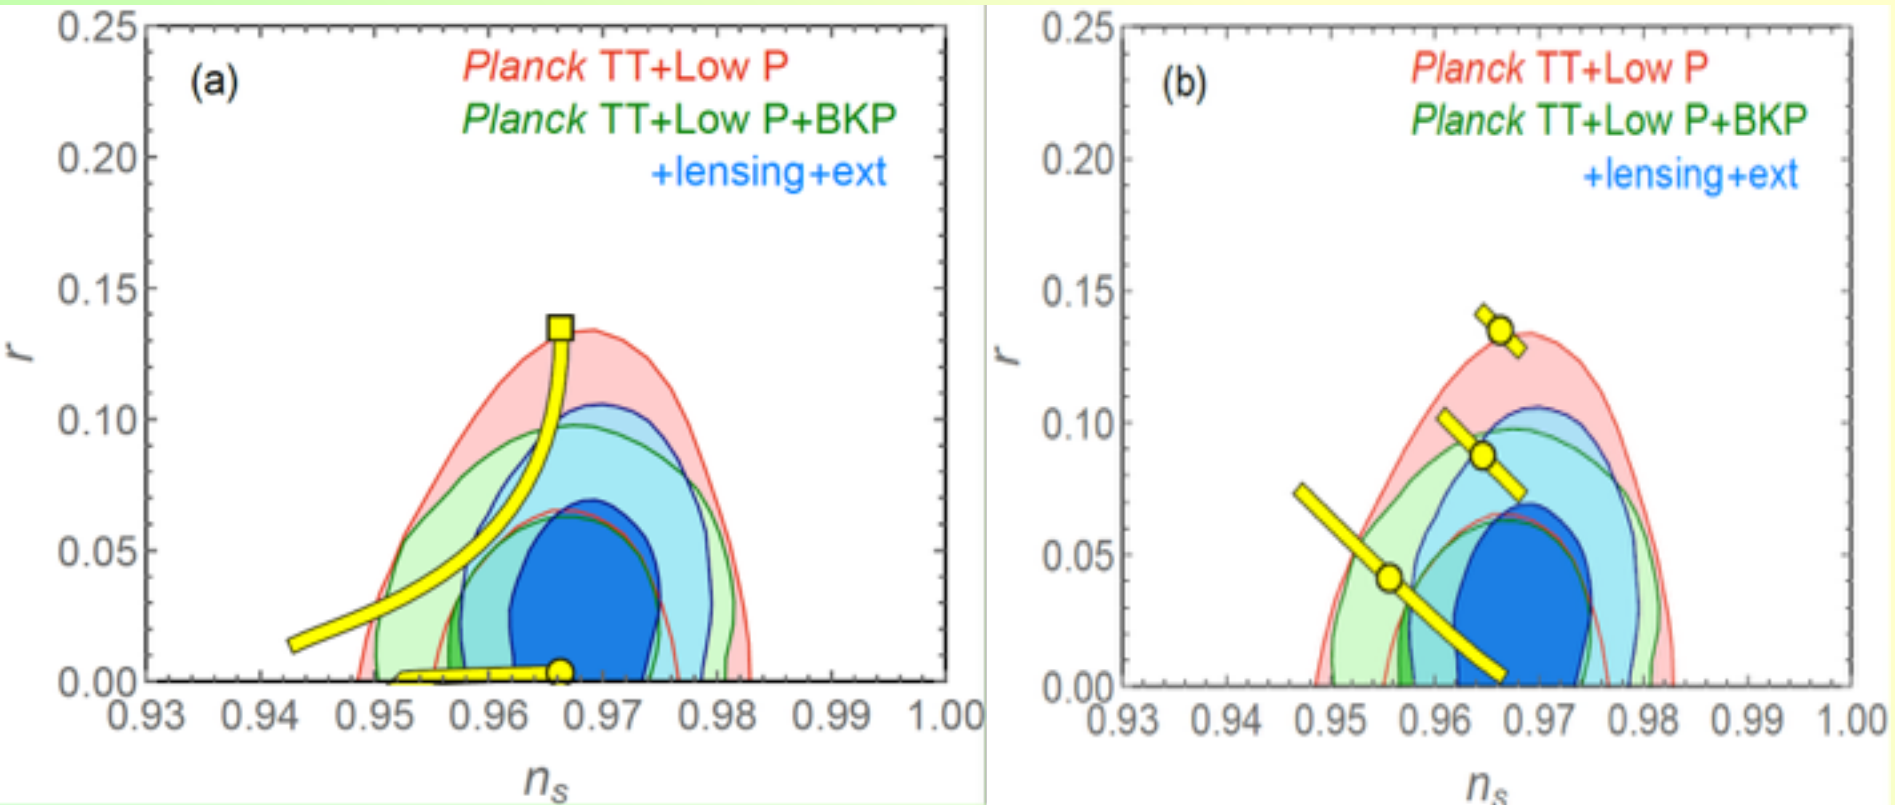 0.25
0.20
0.15
0.10
0.05
0.00
r
(a)
Planck TT+Low P
Planck TT+Low P+BKP
+lensing+ext
0.93 0.94 0.95 0.96 0.97 0.98 0.99 1.00
n_s
0.25
0.20
0.15
0.10
0.05
0.00
r
(b)
Planck TT+Low P
Planck TT+Low P+BKP
+lensing+ext
0.93 0.94 0.95 0.96 0.97 0.98 0.99 1.00
n_s